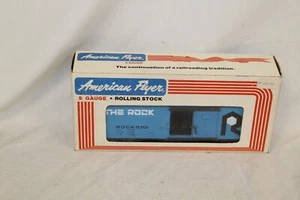 American Flyer
The continuation of a railroading tradition.
American Flyer
S GAUGE • ROLLING STOCK
THE ROCK
R